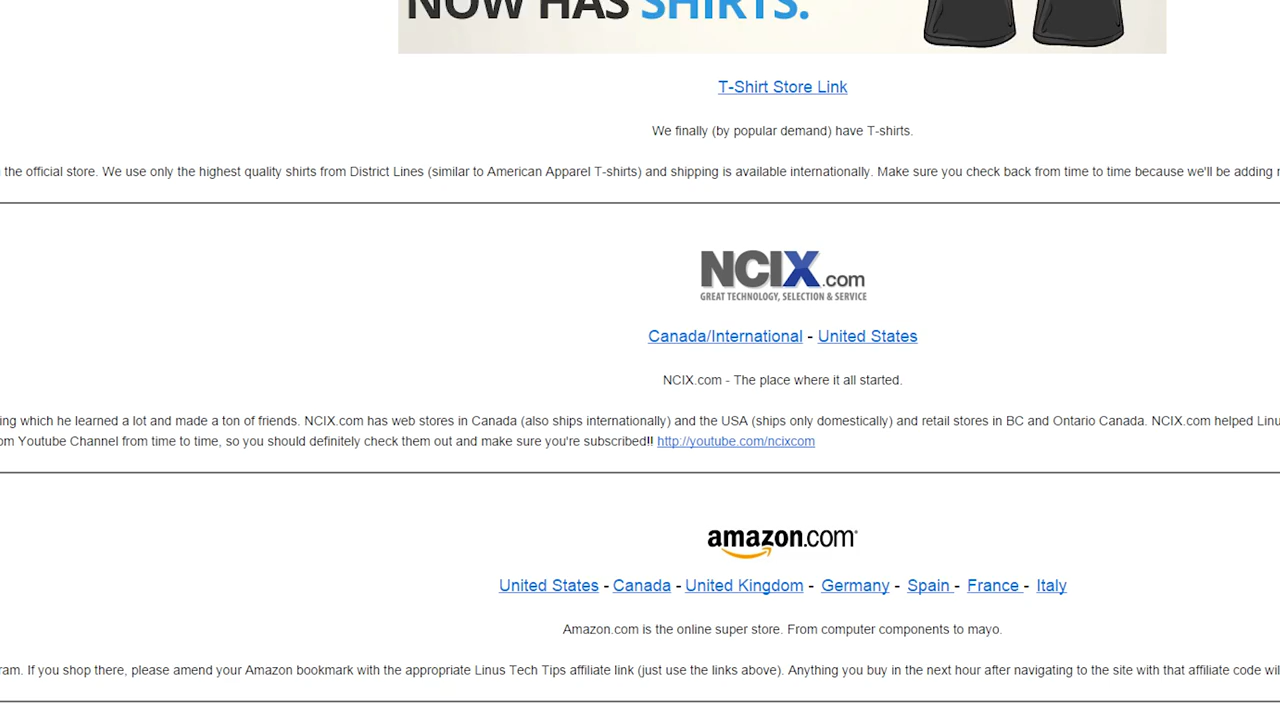 NOW HAS SHIRTS.
T-Shirt Store Link
We finally (by popular demand) have T-shirts.
the official store. We use only the highest quality shirts from District Lines (similar to American Apparel T-shirts) and shipping is available internationally. Make sure you check back from time to time because we'll be adding
NCIX.com
GREAT TECHNOLOGY, SELECTION & SERVICE
Canada/International - United States
NCIX.com - The place where it all started.
ing which he learned a lot and made a ton of friends. NCIX.com has web stores in Canada (also ships internationally) and the USA (ships only domestically) and retail stores in BC and Ontario Canada. NCIX.com helped Linu
om Youtube Channel from time to time, so you should definitely check them out and make sure you're subscribed!! http://youtube.com/ncixcom
amazon.com
United States - Canada - United Kingdom - Germany - Spain - France - Italy
Amazon.com is the online super store. From computer components to mayo.
ram. If you shop there, please amend your Amazon bookmark with the appropriate Linus Tech Tips affiliate link (just use the links above). Anything you buy in the next hour after navigating to the site with that affiliate code wil